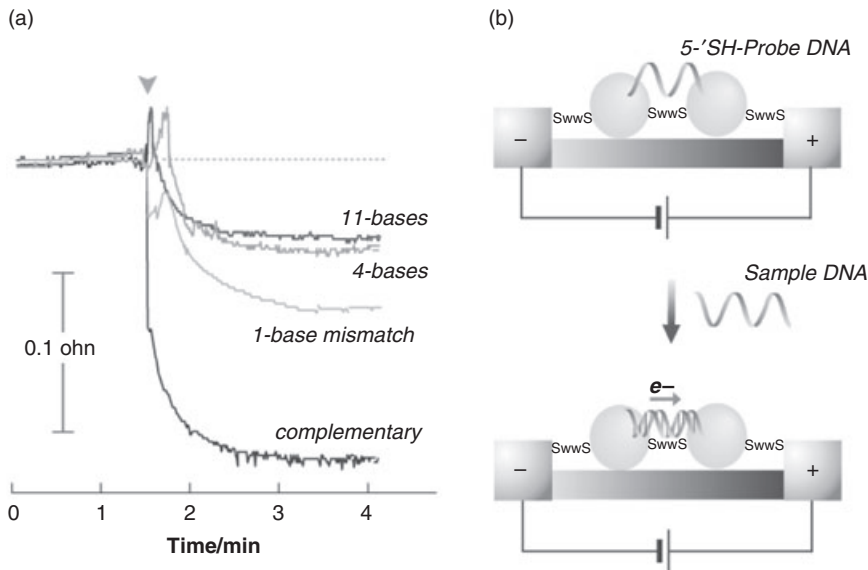 (a)
11-bases
4-bases
1-base mismatch
0.1 ohn
complementary
0
1
2
3
4
Time/min
(b)
5-'SH-Probe DNA
SwwS
SwwS
SwwS
−
+
Sample DNA
e−
SwwS
SwwS
SwwS
−
+